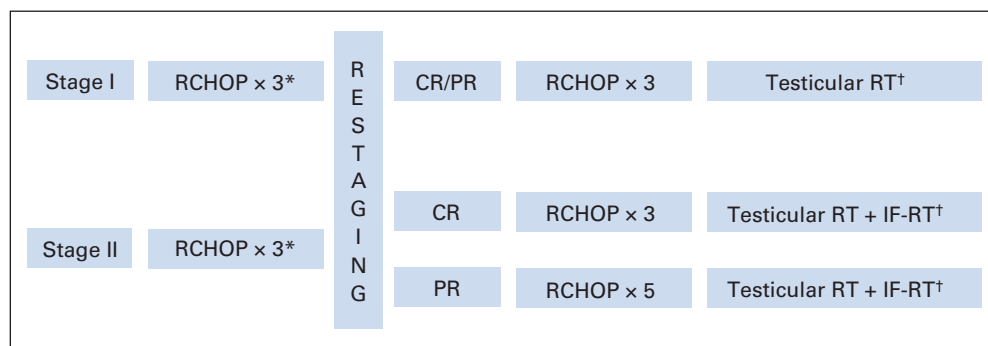 Stage I
RCHOP × 3*
RESTAGING
CR/PR
RCHOP × 3
Testicular RT†
CR
RCHOP × 3
Testicular RT + IF-RT†
Stage II
RCHOP × 3*
PR
RCHOP × 5
Testicular RT + IF-RT†